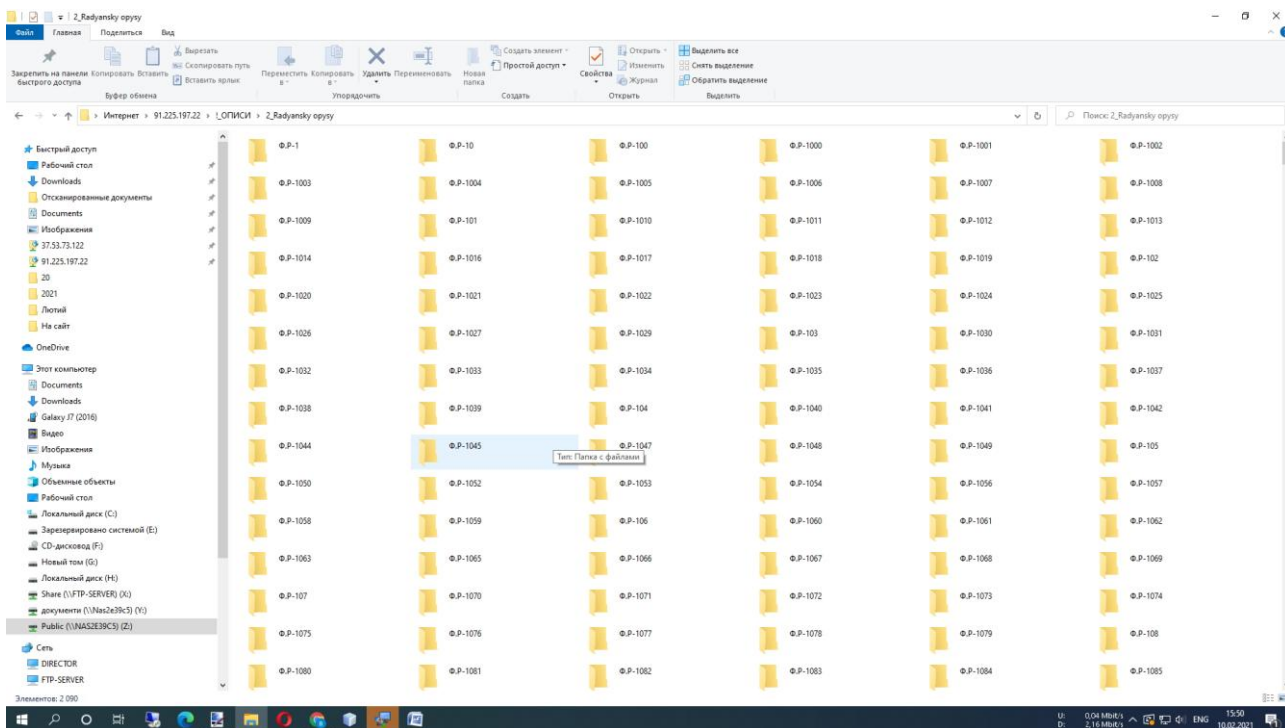 2_Radyansky opysy
Файл Главная Поделиться Вид
Закрепить на панели быстрого доступа
Копировать
Вставить
Вырезать
Скопировать путь
Вставить ярлык
Переместить в
Копировать в
Удалить
Переименовать
Новая папка
Создать элемент
Простой доступ
Свойства
Открыть
Изменить
Журнал
Выделить все
Снять выделение
Обратить выделение
Буфер обмена Упорядочить Создать Открыть Выделить
Интернет > 91.225.197.22 > !_ОПИСИ > 2_Radyansky opysy
Поиск: 2_Radyansky opysy
Быстрый доступ
Рабочий стол
Downloads
Отсканированные документы
Documents
Изображения
37.53.73.122
91.225.197.22
20
2021
Лютий
На сайт
OneDrive
Этот компьютер
Documents
Downloads
Galaxy J7 (2016)
Видео
Изображения
Музыка
Объемные объекты
Рабочий стол
Локальный диск (C:)
Зарезервировано системой (E:)
CD-дисковод (F:)
Новый том (G:)
Локальный диск (H:)
Share (\\FTP-SERVER) (X:)
документи (\\Nas2e39c5) (Y:)
Public (\\NAS2E39C5) (Z:)
Сеть
DIRECTOR
FTP-SERVER
Ф.Р-1 Ф.Р-10 Ф.Р-100 Ф.Р-1000 Ф.Р-1001 Ф.Р-1002
Ф.Р-1003 Ф.Р-1004 Ф.Р-1005 Ф.Р-1006 Ф.Р-1007 Ф.Р-1008
Ф.Р-1009 Ф.Р-101 Ф.Р-1010 Ф.Р-1011 Ф.Р-1012 Ф.Р-1013
Ф.Р-1014 Ф.Р-1016 Ф.Р-1017 Ф.Р-1018 Ф.Р-1019 Ф.Р-102
Ф.Р-1020 Ф.Р-1021 Ф.Р-1022 Ф.Р-1023 Ф.Р-1024 Ф.Р-1025
Ф.Р-1026 Ф.Р-1027 Ф.Р-1029 Ф.Р-103 Ф.Р-1030 Ф.Р-1031
Ф.Р-1032 Ф.Р-1033 Ф.Р-1034 Ф.Р-1035 Ф.Р-1036 Ф.Р-1037
Ф.Р-1038 Ф.Р-1039 Ф.Р-104 Ф.Р-1040 Ф.Р-1041 Ф.Р-1042
Ф.Р-1044 Ф.Р-1045 Ф.Р-1047 Ф.Р-1048 Ф.Р-1049 Ф.Р-105
Тип: Папка с файлами
Ф.Р-1050 Ф.Р-1052 Ф.Р-1053 Ф.Р-1054 Ф.Р-1056 Ф.Р-1057
Ф.Р-1058 Ф.Р-1059 Ф.Р-106 Ф.Р-1060 Ф.Р-1061 Ф.Р-1062
Ф.Р-1063 Ф.Р-1065 Ф.Р-1066 Ф.Р-1067 Ф.Р-1068 Ф.Р-1069
Ф.Р-107 Ф.Р-1070 Ф.Р-1071 Ф.Р-1072 Ф.Р-1073 Ф.Р-1074
Ф.Р-1075 Ф.Р-1076 Ф.Р-1077 Ф.Р-1078 Ф.Р-1079 Ф.Р-108
Ф.Р-1080 Ф.Р-1081 Ф.Р-1082 Ф.Р-1083 Ф.Р-1084 Ф.Р-1085
Элементов: 2 090
U: 0,04 Mbit/s
D: 2,16 Mbit/s
ENG
15:50
10.02.2021